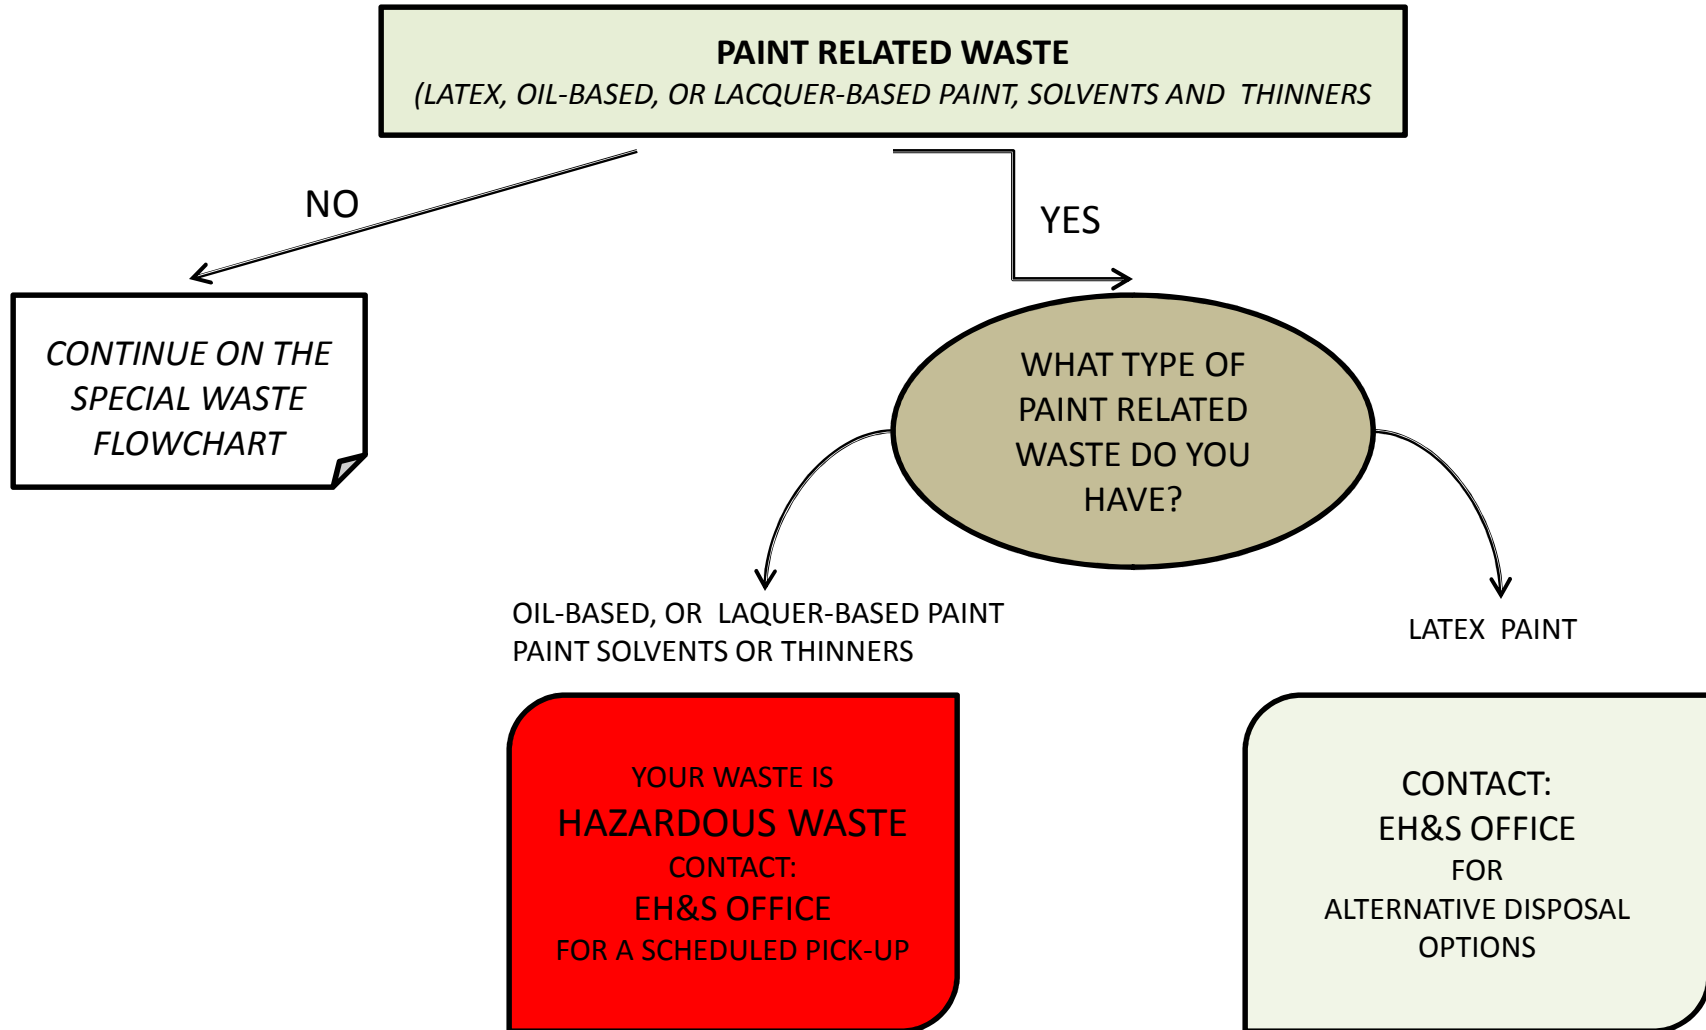 PAINT RELATED WASTE
(LATEX, OIL-BASED, OR LACQUER-BASED PAINT, SOLVENTS AND THINNERS
NO
YES
CONTINUE ON THE
SPECIAL WASTE
FLOWCHART
WHAT TYPE OF
PAINT RELATED
WASTE DO YOU
HAVE?
OIL-BASED, OR LAQUER-BASED PAINT
PAINT SOLVENTS OR THINNERS
LATEX PAINT
YOUR WASTE IS
HAZARDOUS WASTE
CONTACT:
EH&S OFFICE
FOR A SCHEDULED PICK-UP
CONTACT:
EH&S OFFICE
FOR
ALTERNATIVE DISPOSAL
OPTIONS